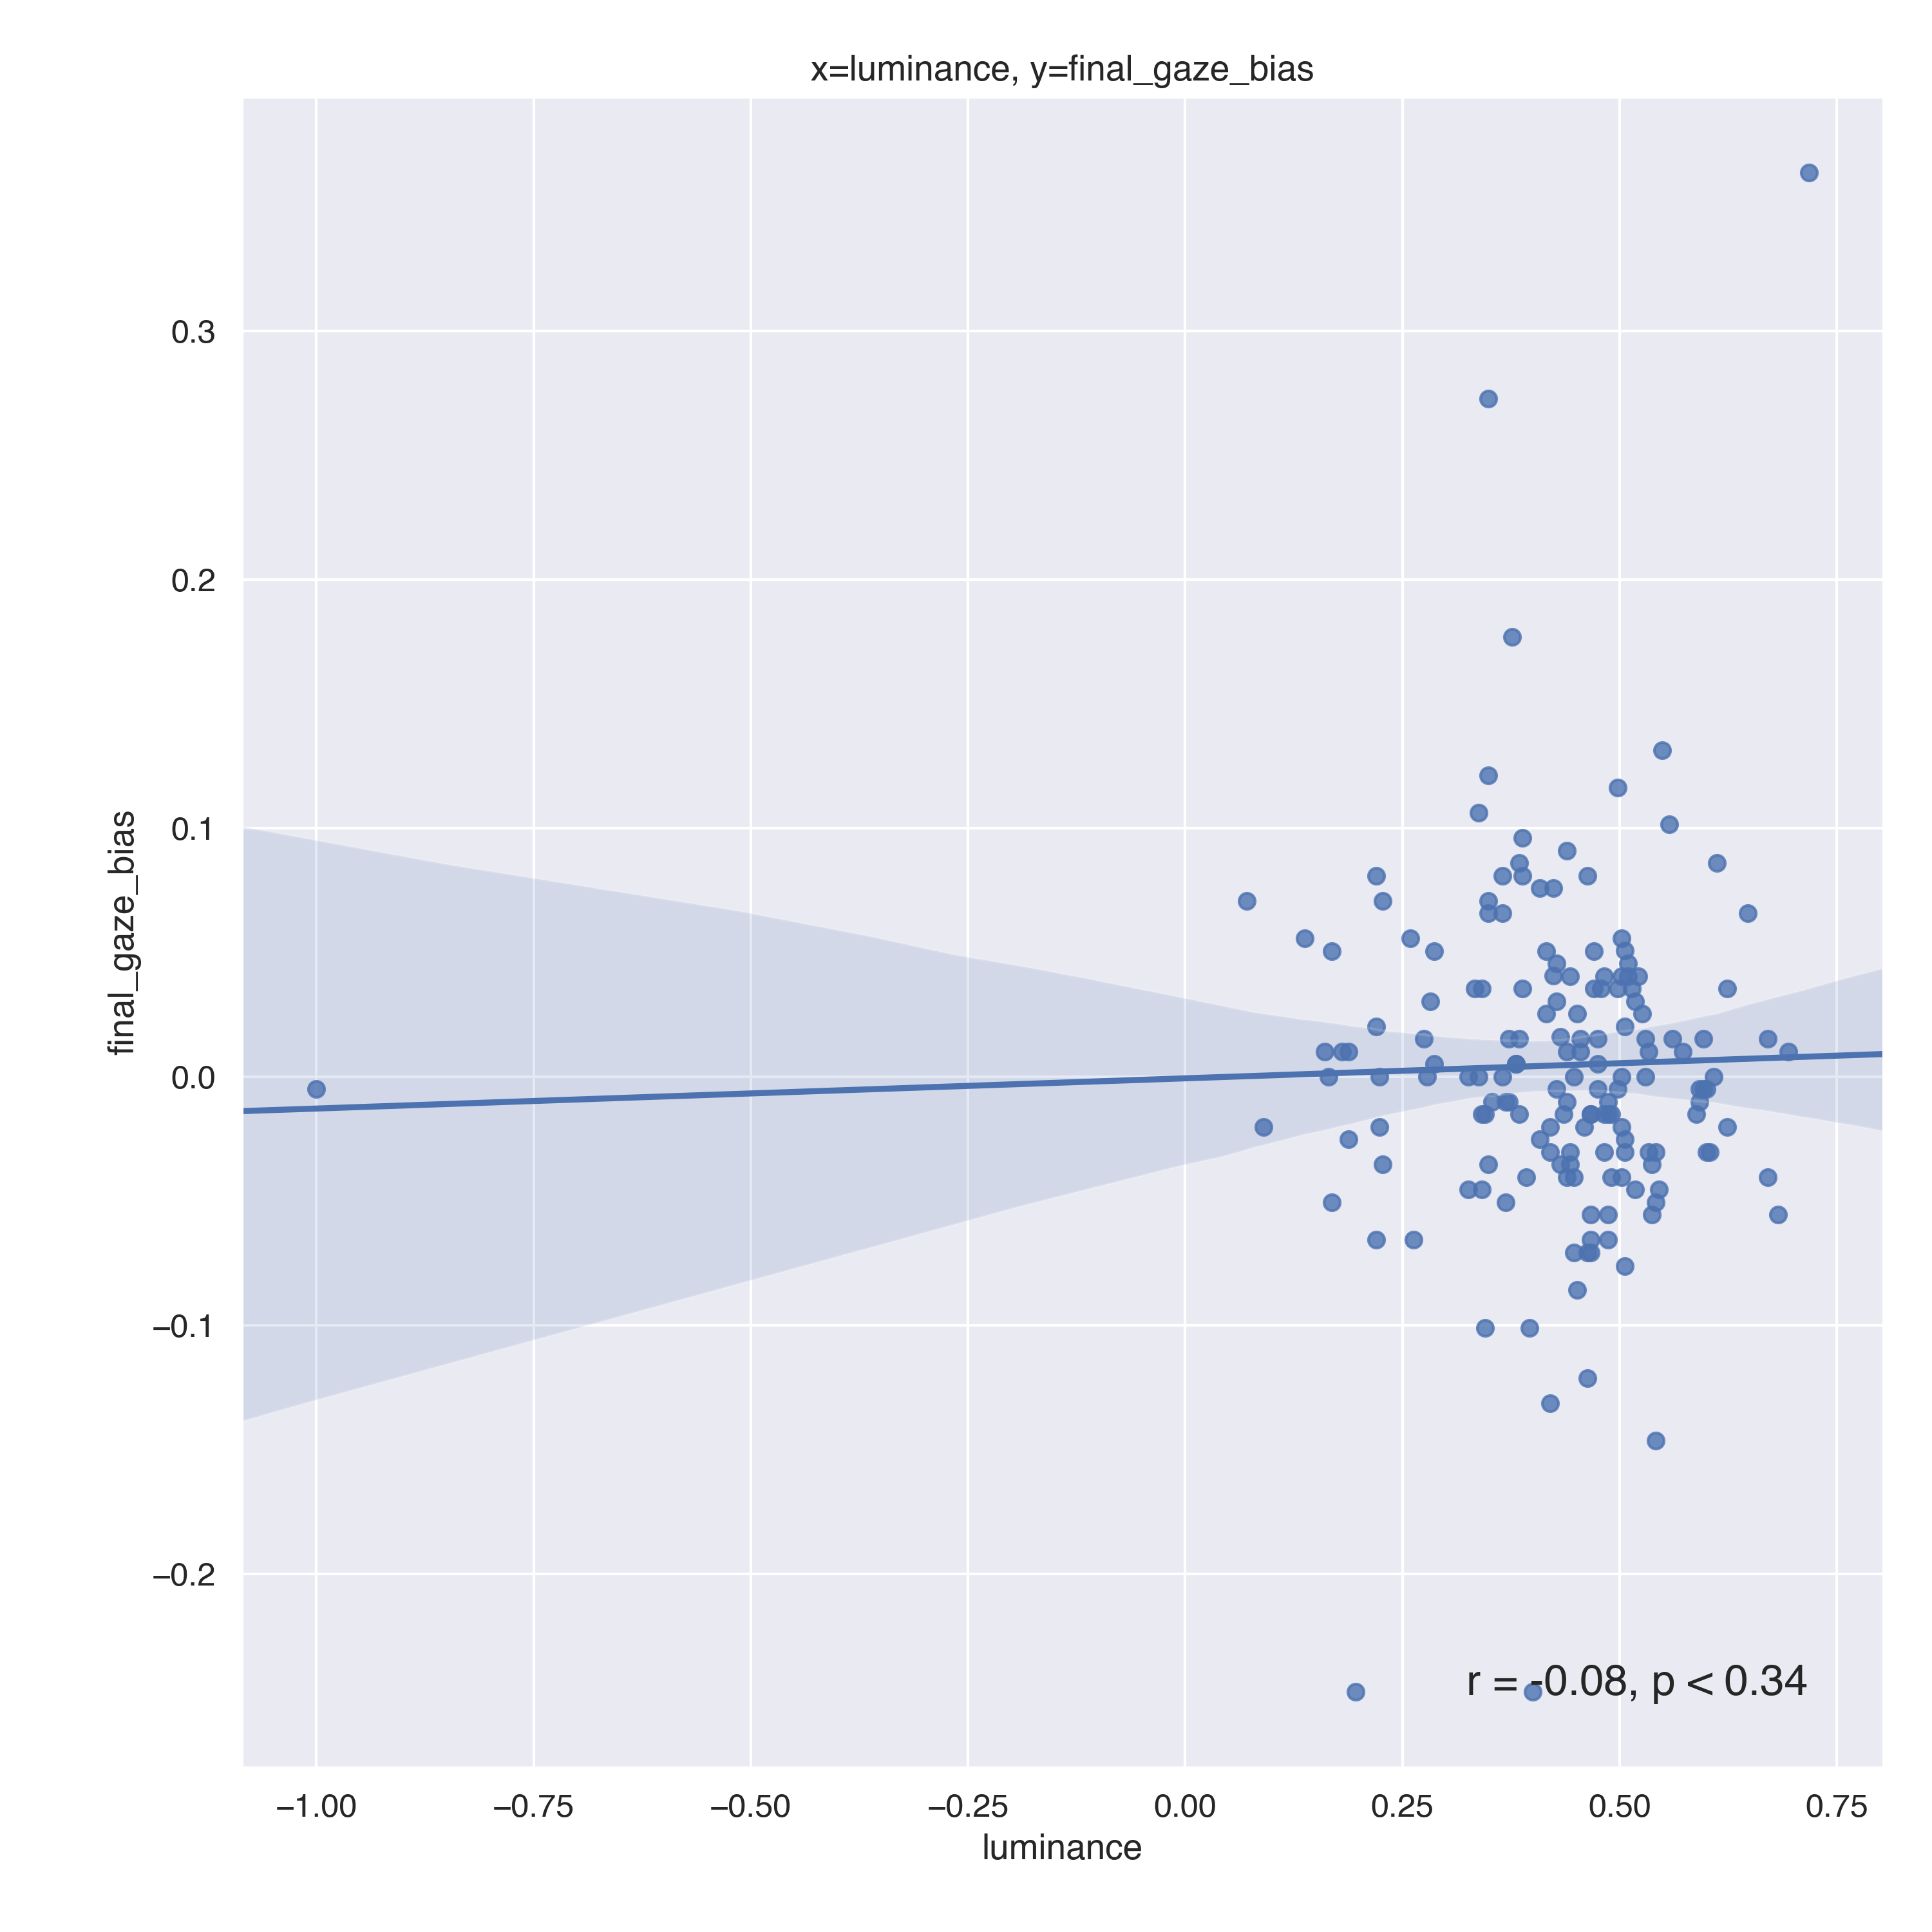 x=luminance, y=final_gaze_bias
0.3
0.2
0.1
0.0
−0.1
−0.2
final_gaze_bias
r = -0.08, p < 0.34
−1.00 −0.75 −0.50 −0.25 0.00 0.25 0.50 0.75
luminance